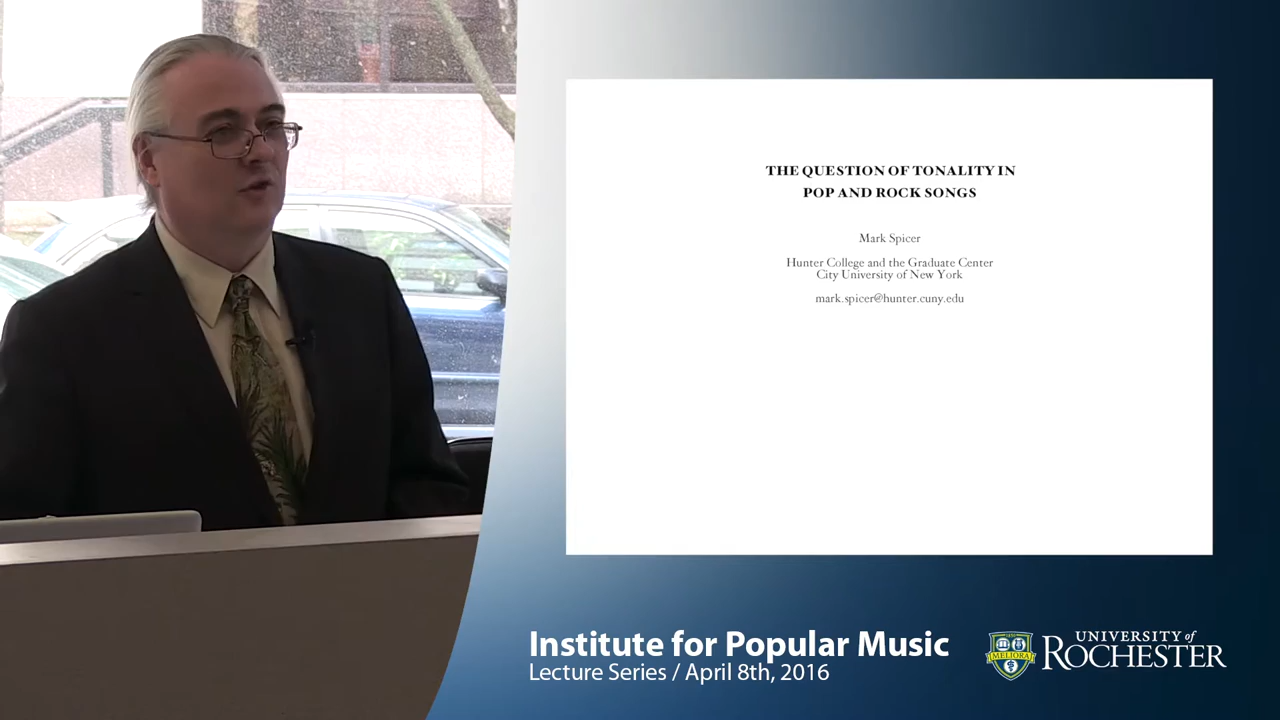 THE QUESTION OF TONALITY IN
POP AND ROCK SONGS
Mark Spicer
Hunter College and the Graduate Center
City University of New York
mark.spicer@hunter.cuny.edu
Institute for Popular Music
Lecture Series / April 8th, 2016
MELIORA
UNIVERSITY of
ROCHESTER